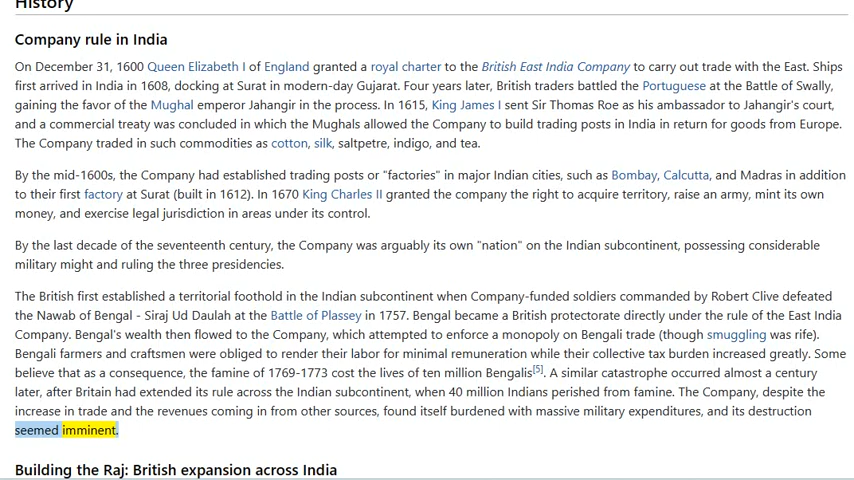 History
Company rule in India
On December 31, 1600 Queen Elizabeth I of England granted a royal charter to the British East India Company to carry out trade with the East. Ships
first arrived in India in 1608, docking at Surat in modern-day Gujarat. Four years later, British traders battled the Portuguese at the Battle of Swally,
gaining the favor of the Mughal emperor Jahangir in the process. In 1615, King James I sent Sir Thomas Roe as his ambassador to Jahangir's court,
and a commercial treaty was concluded in which the Mughals allowed the Company to build trading posts in India in return for goods from Europe.
The Company traded in such commodities as cotton, silk, saltpetre, indigo, and tea.
By the mid-1600s, the Company had established trading posts or "factories" in major Indian cities, such as Bombay, Calcutta, and Madras in addition
to their first factory at Surat (built in 1612). In 1670 King Charles II granted the company the right to acquire territory, raise an army, mint its own
money, and exercise legal jurisdiction in areas under its control.
By the last decade of the seventeenth century, the Company was arguably its own "nation" on the Indian subcontinent, possessing considerable
military might and ruling the three presidencies.
The British first established a territorial foothold in the Indian subcontinent when Company-funded soldiers commanded by Robert Clive defeated
the Nawab of Bengal - Siraj Ud Daulah at the Battle of Plassey in 1757. Bengal became a British protectorate directly under the rule of the East India
Company. Bengal's wealth then flowed to the Company, which attempted to enforce a monopoly on Bengali trade (though smuggling was rife).
Bengali farmers and craftsmen were obliged to render their labor for minimal remuneration while their collective tax burden increased greatly. Some
believe that as a consequence, the famine of 1769-1773 cost the lives of ten million Bengalis[5]. A similar catastrophe occurred almost a century
later, after Britain had extended its rule across the Indian subcontinent, when 40 million Indians perished from famine. The Company, despite the
increase in trade and the revenues coming in from other sources, found itself burdened with massive military expenditures, and its destruction
seemed imminent.
Building the Raj: British expansion across India